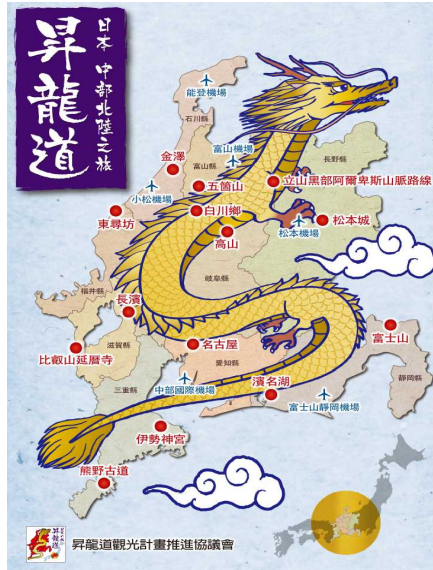 昇龍道
日本 中部北陸之旅
能登機場
石川縣
金澤
富山機場
富山縣
長野縣
小松機場
五箇山
立山黑部阿爾卑斯山脈路線
東尋坊
白川鄉
松本機場
松本城
高山
福井縣
岐阜縣
長濱
富士山
滋賀縣
名古屋
比叡山延曆寺
愛知縣
三重縣
中部國際機場
濱名湖
靜岡縣
富士山靜岡機場
伊勢神宮
熊野古道
昇龍道觀光計畫推進協議會